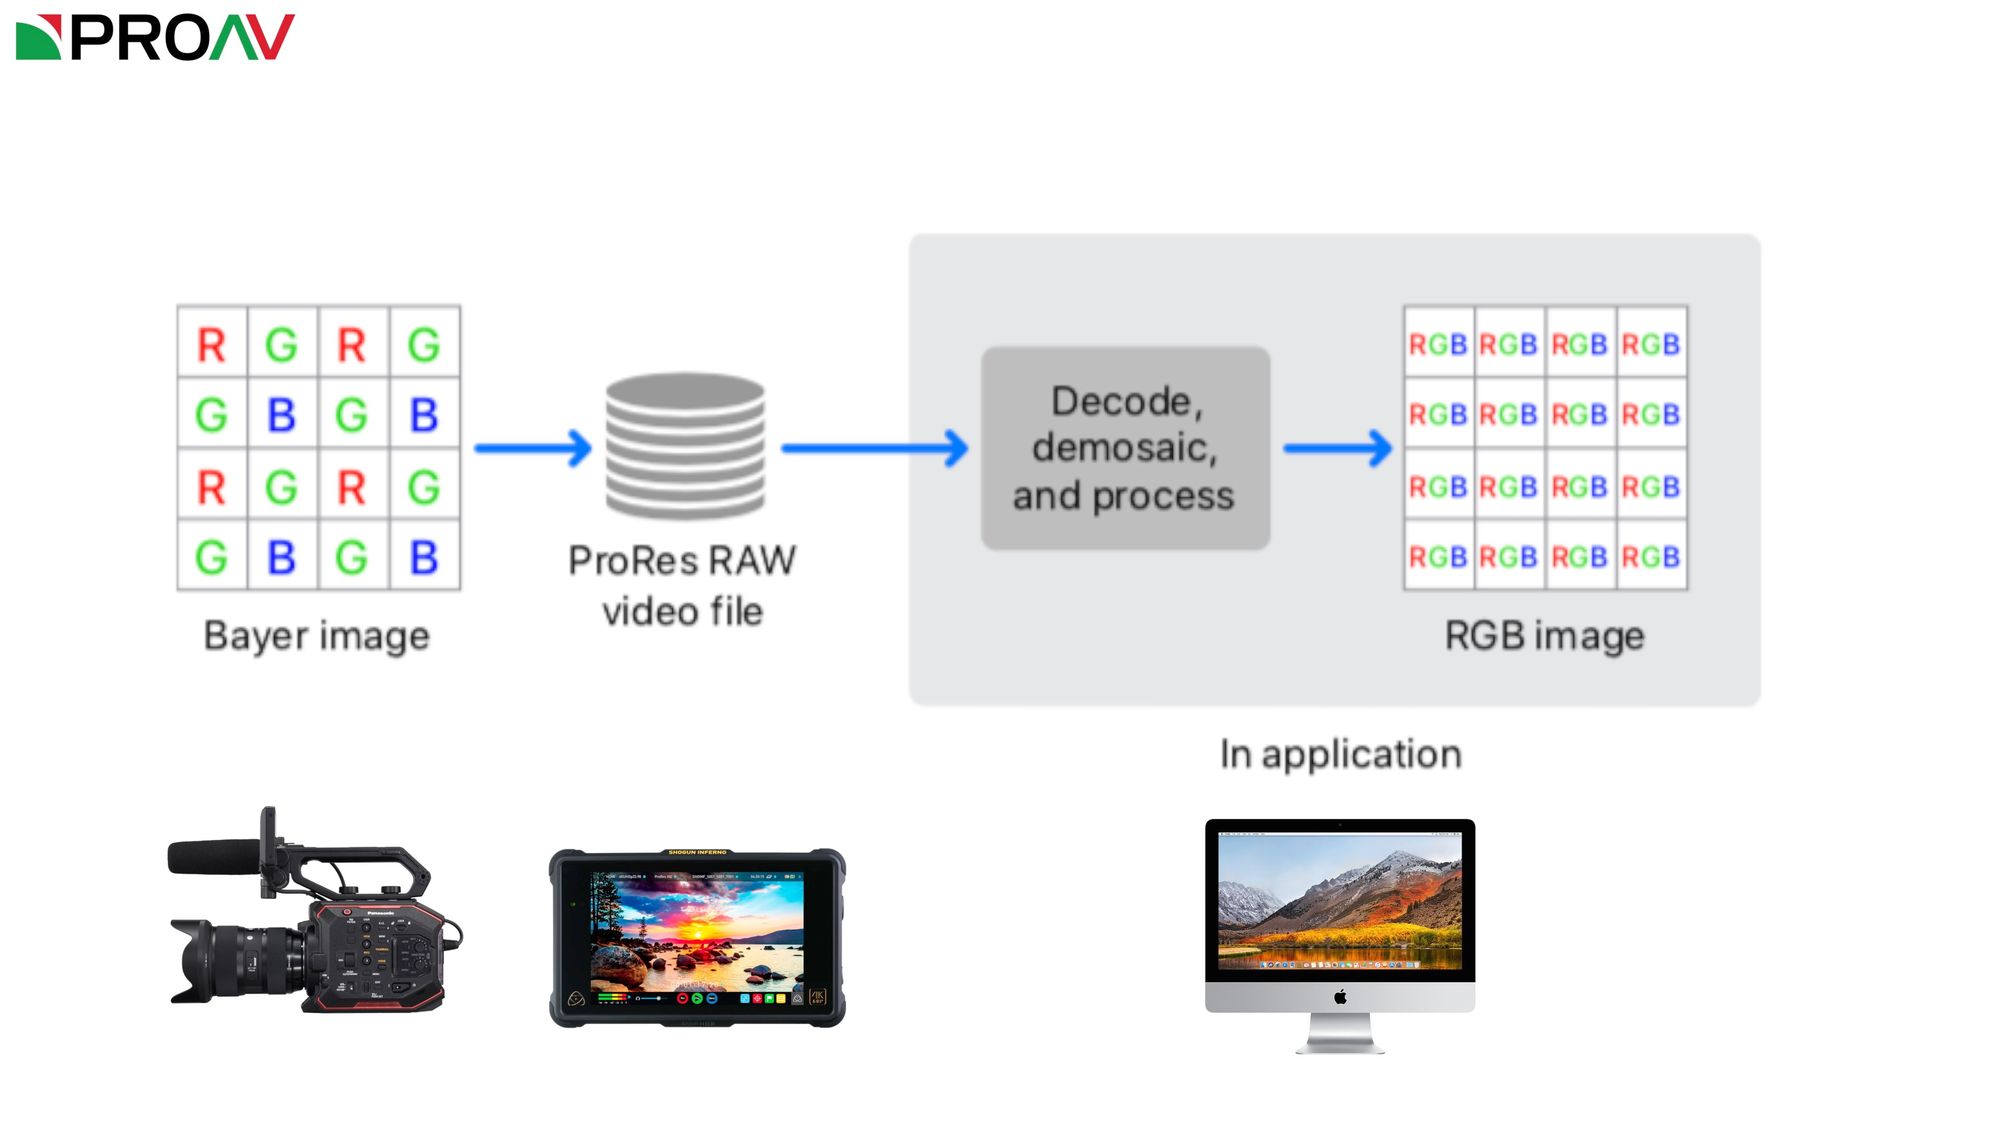 PROAV
R G R G
G B G B
R G R G
G B G B
Bayer image
ProRes RAW
video file
Decode,
demosaic,
and process
RGB RGB RGB RGB
RGB RGB RGB RGB
RGB RGB RGB RGB
RGB RGB RGB RGB
RGB image
In application
Panasonic
SHOGUN INFERNO
4K